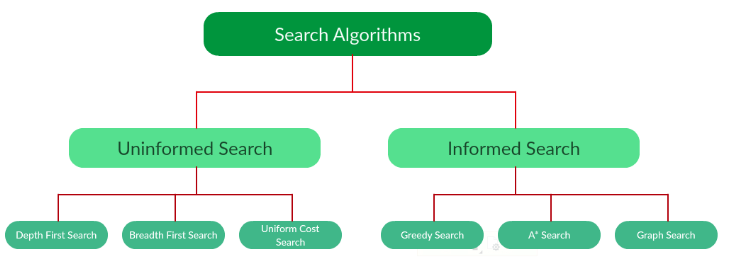 Search Algorithms
Uninformed Search
Informed Search
Depth First Search
Breadth First Search
Uniform Cost
Search
Greedy Search
A* Search
Graph Search